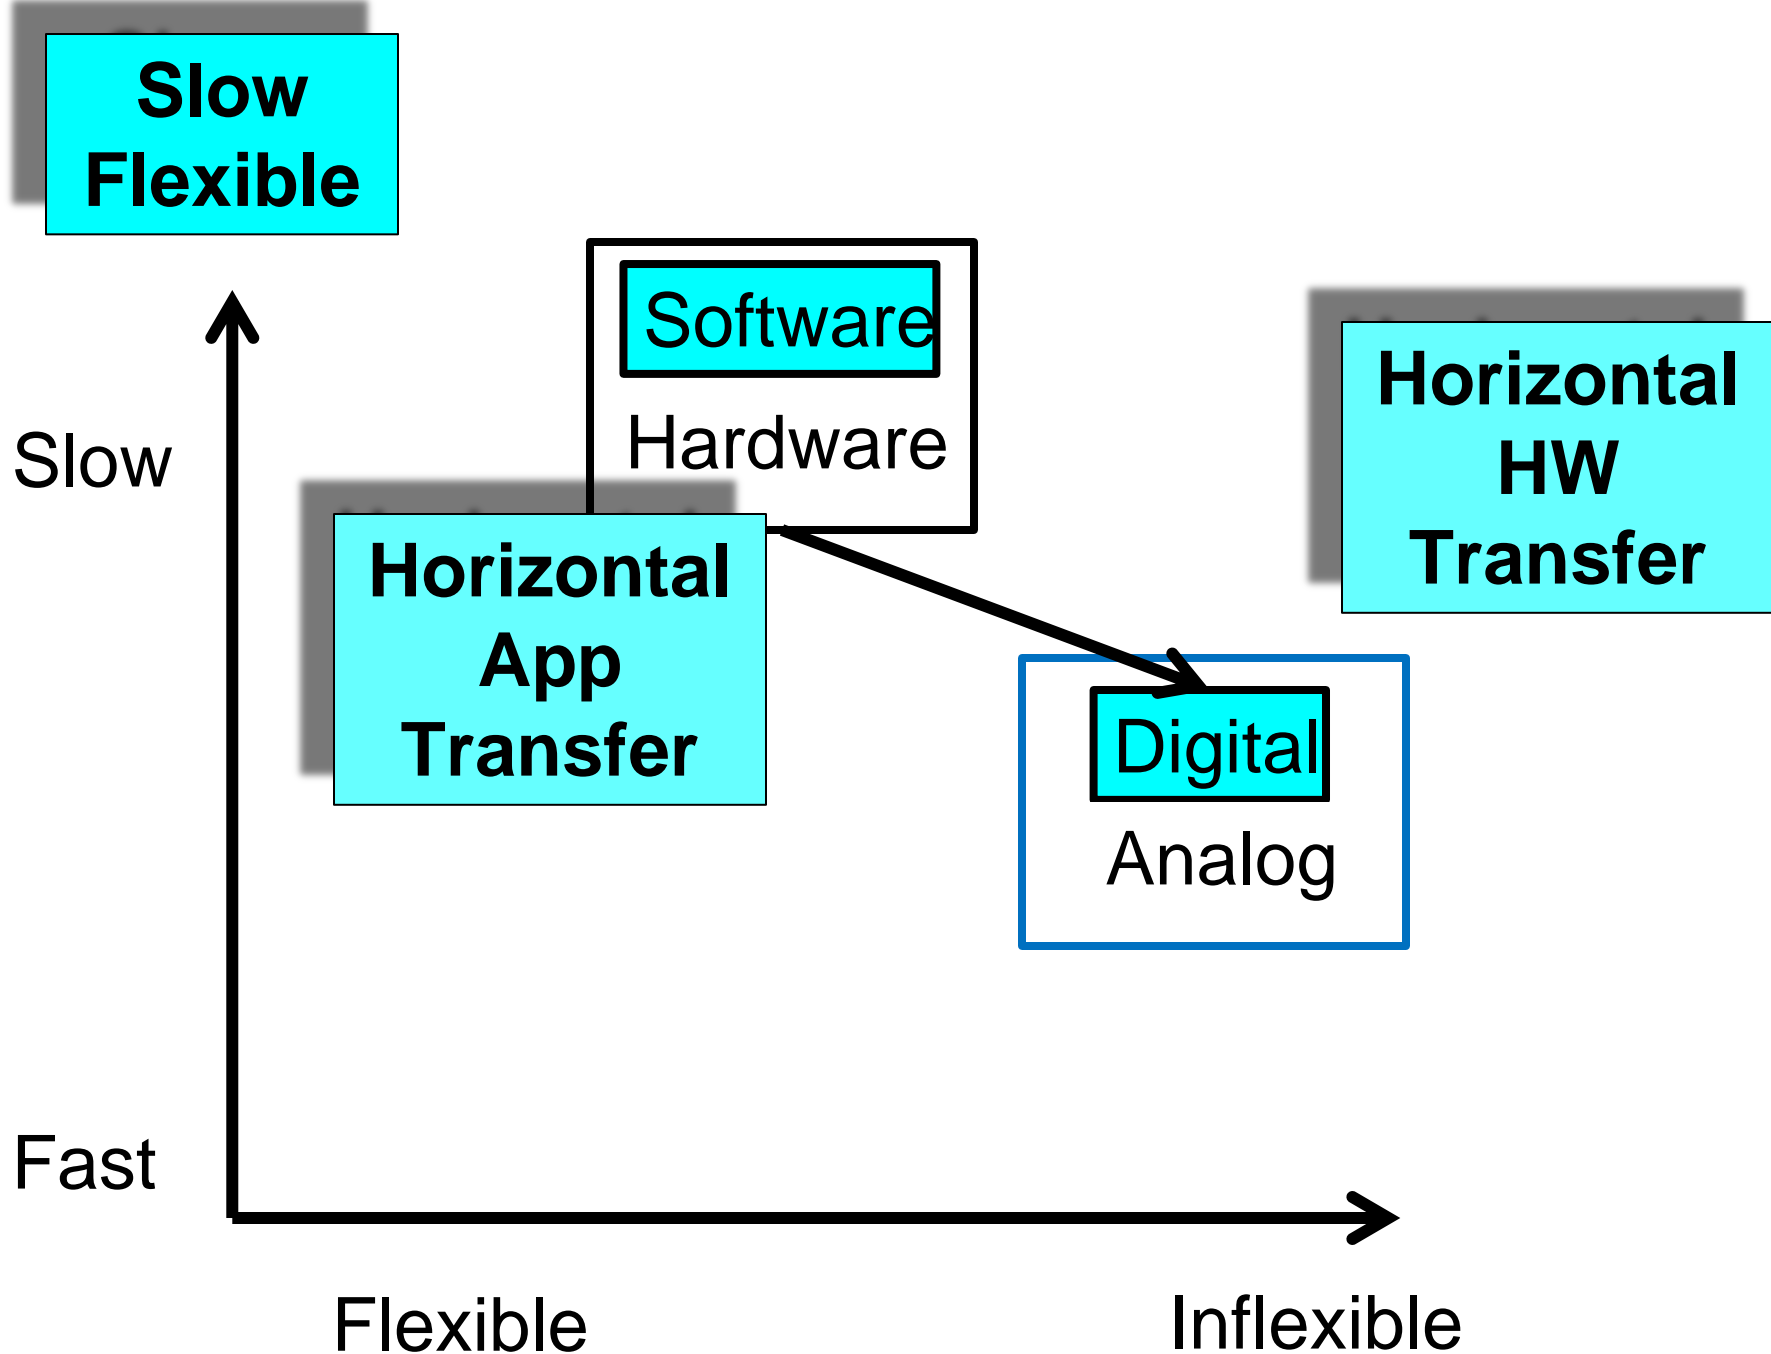 Slow
Flexible
Software
Hardware
Horizontal
HW
Transfer
Slow
Horizontal
App
Transfer
Digital
Analog
Fast
Flexible
Inflexible